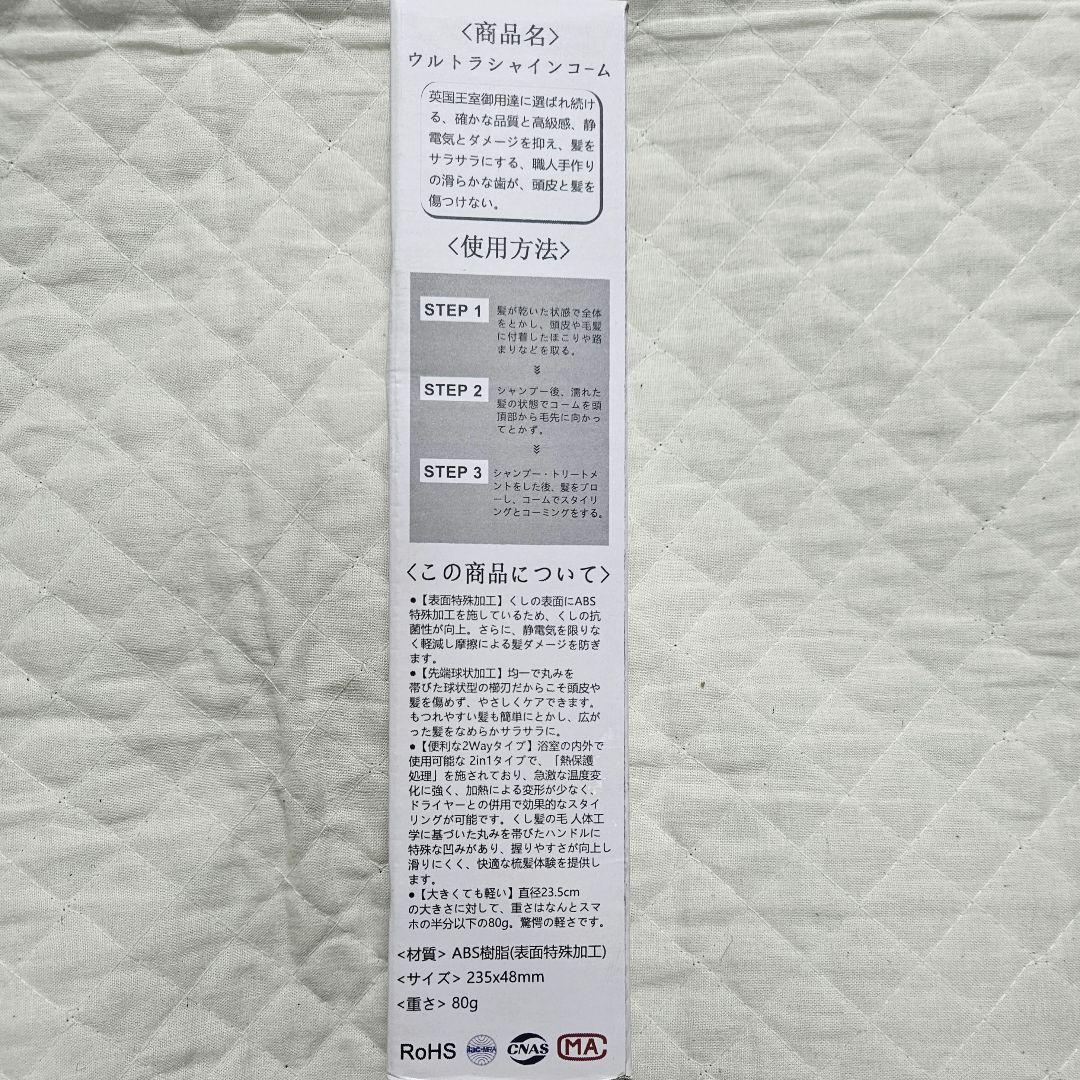 <商品名>
ウルトラシャインコーム
英国王室御用達に選ばれ続け
る、確かな品質と高級感、静
電気とダメージを抑え、髪を
サラサラにする、職人手作り
の滑らかな歯が、頭皮と髪を
傷つけない。
<使用方法>
STEP 1
髪が乾いた状感で全体
をとかし、頭皮や毛髪
に付着したほこりや路
まりなどを取る。
STEP 2
シャンプー後、濡れた
髪の状態でコームを頭
頂部から毛先に向かっ
てとかず。
STEP 3
シャンプー・トリートメ
ントをした後、髪をブロ
ーし、コームでスタイリ
ングとコーミングをする。
<この商品について>
●【表面特殊加工】くしの表面にABS
特殊加工を施しているため、くしの抗
菌性が向上。さらに、静電気を限りな
く軽減し摩擦による髪ダメージを防ぎ
ます。
●【先端球状加工】均一で丸みを
帯びた球状型の櫛刃だからこそ頭皮や
髪を傷めず、やさしくケアできます。
もつれやすい髪も簡単にとかし、広が
った髪をなめらかサラサラに。
●【便利な2Wayタイプ】浴室の内外で
使用可能な 2in1タイプで、「熱保護
処理」を施されており、急激な温度変
化に強く、加熱による変形が少なく、
ドライヤーとの併用で効果的なスタイ
リングが可能です。くし髪の毛 人体工
学に基づいた丸みを帯びたハンドルに
特殊な凹みがあり、握りやすさが向上し
滑りにくく、快適な梳髪体験を提供し
ます。
●【大きくても軽い】直径23.5cm
の大きさに対して、重さはなんとスマ
ホの半分以下の80g。驚愕の軽さです。
<材質> ABS樹脂(表面特殊加工)
<サイズ> 235x48mm
<重さ> 80g
RoHS ilac-MRA CNAS MA